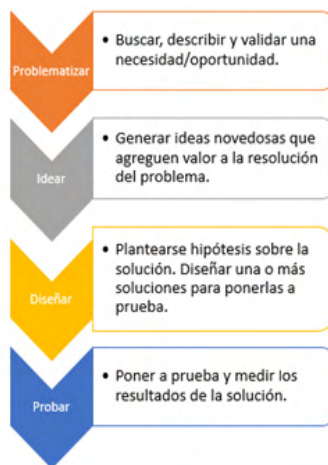 Problematizar
• Buscar, describir y validar una
necesidad/oportunidad.
Idear
• Generar ideas novedosas que
agreguen valor a la resolución
del problema.
Diseñar
• Plantearse hipótesis sobre la
solución. Diseñar una o más
soluciones para ponerlas a
prueba.
Probar
• Poner a prueba y medir los
resultados de la solución.